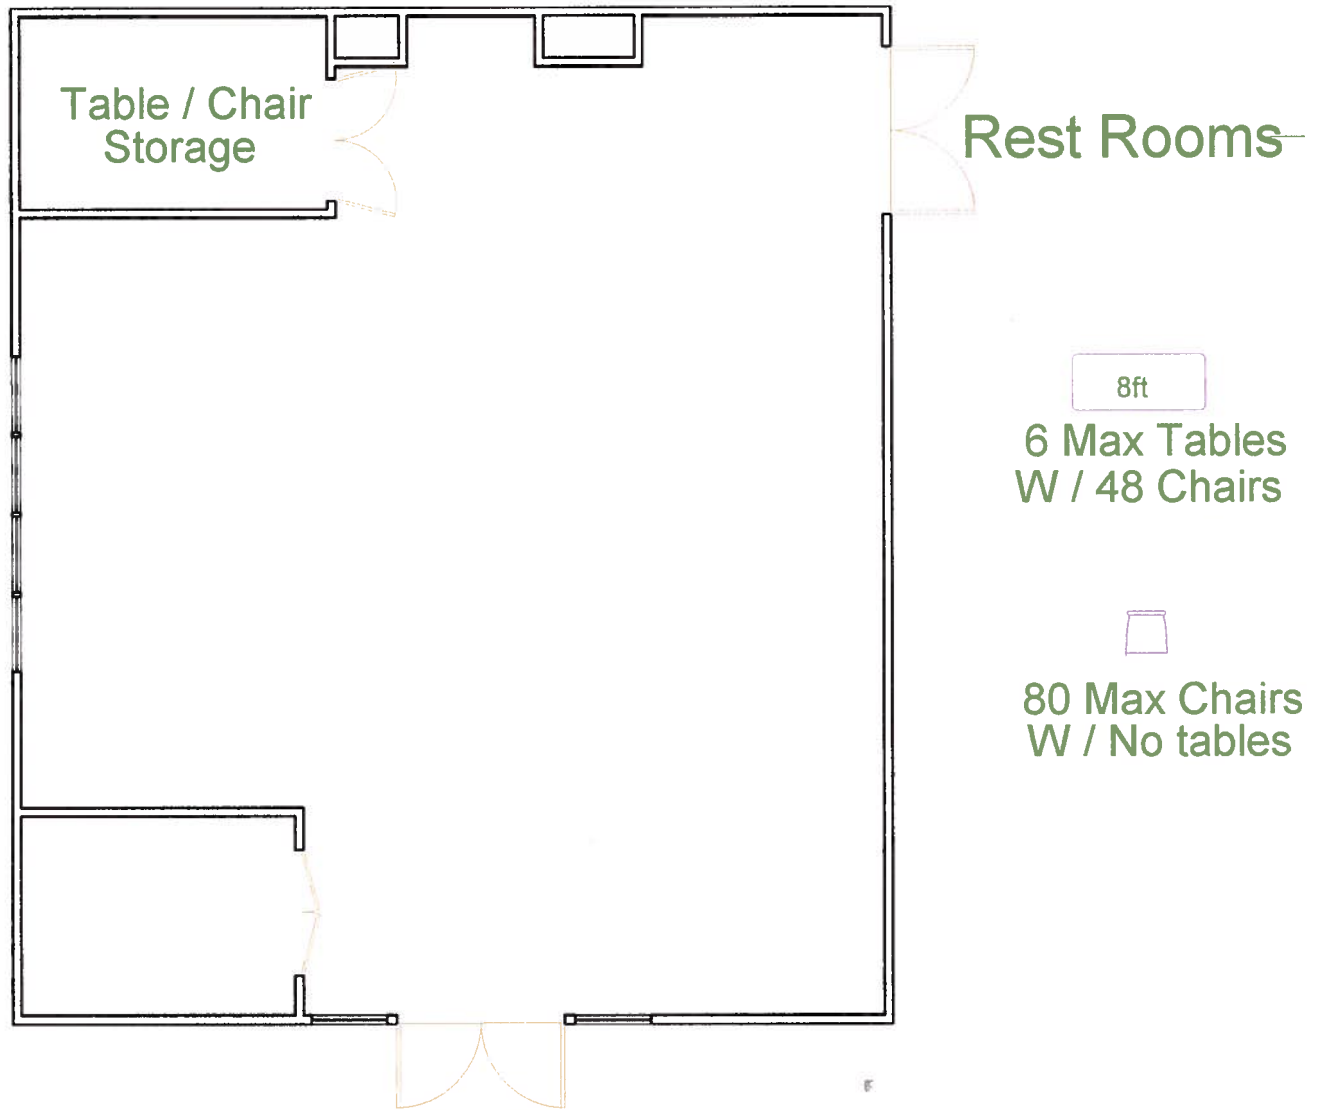 Table / Chair
Storage
Rest Rooms
8ft
6 Max Tables
W / 48 Chairs
80 Max Chairs
W / No tables